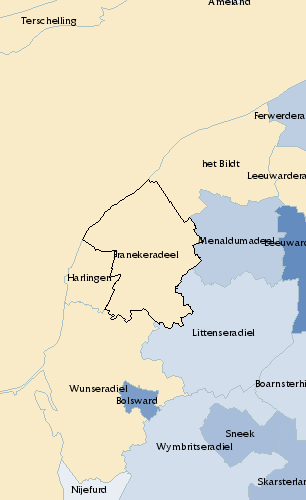 Ameland
Terschelling
Ferwerdera
het Bildt
Leeuwardera
Menaldumadeel
Leeuward
Franekeradeel
Harlingen
Littenseradiel
Boarnsterhi
Wunseradiel
Bolsward
Sneek
Wymbritseradiel
Skarsterlan
Nijefurd